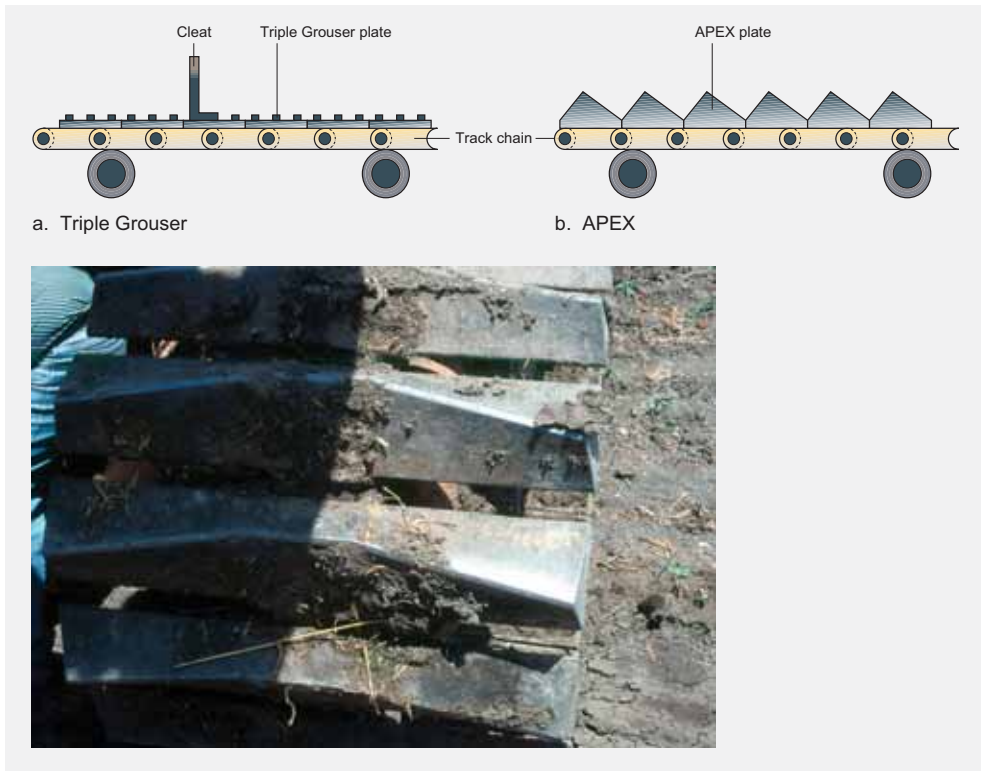 Cleat
Triple Grouser plate
APEX plate
Track chain
a. Triple Grouser
b. APEX